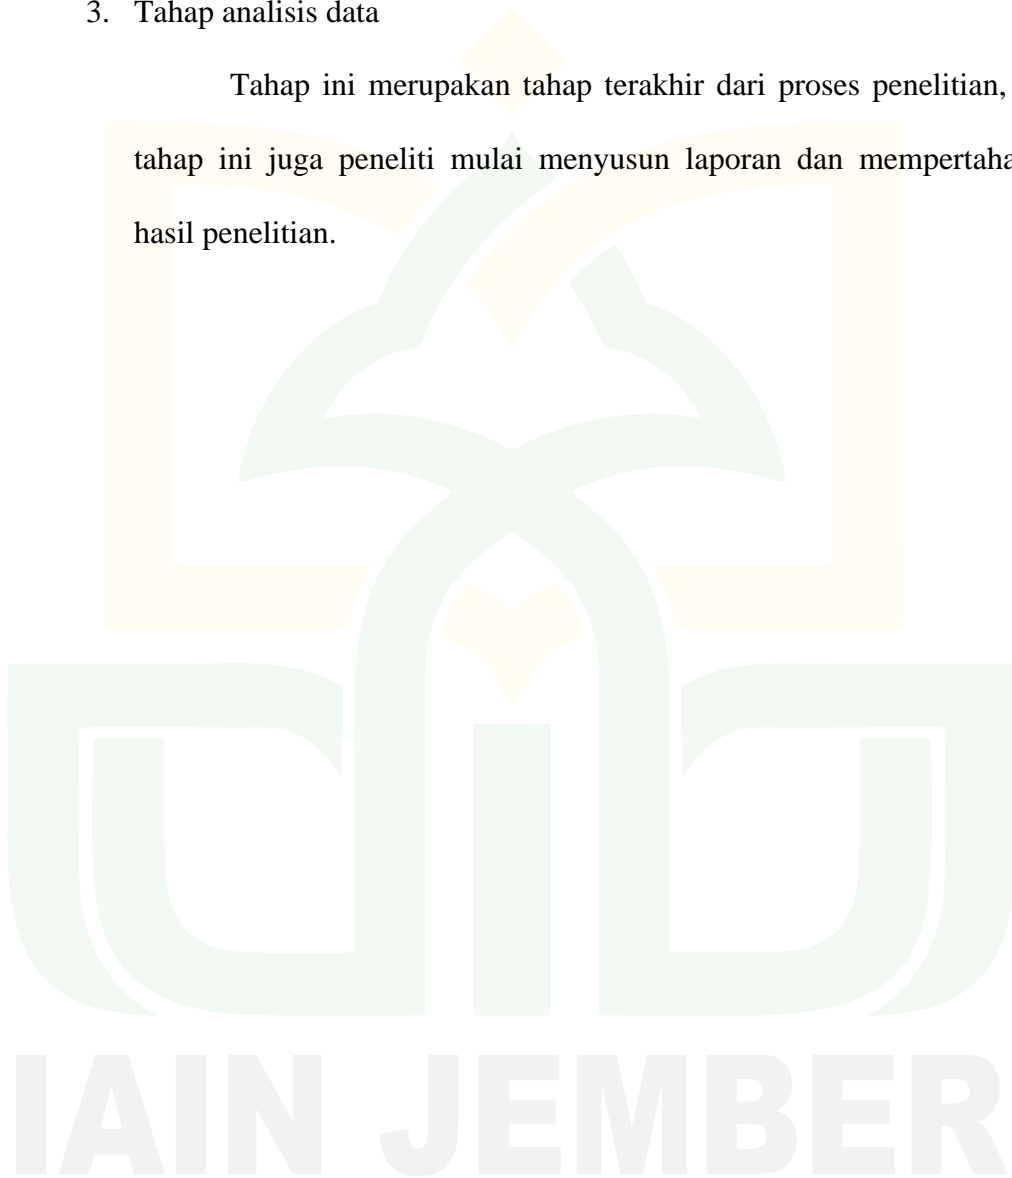 3. Tahap analisis data
Tahap ini merupakan tahap terakhir dari proses penelitian,
tahap ini juga peneliti mulai menyusun laporan dan
hasil penelitian.
IAIN JEMBER